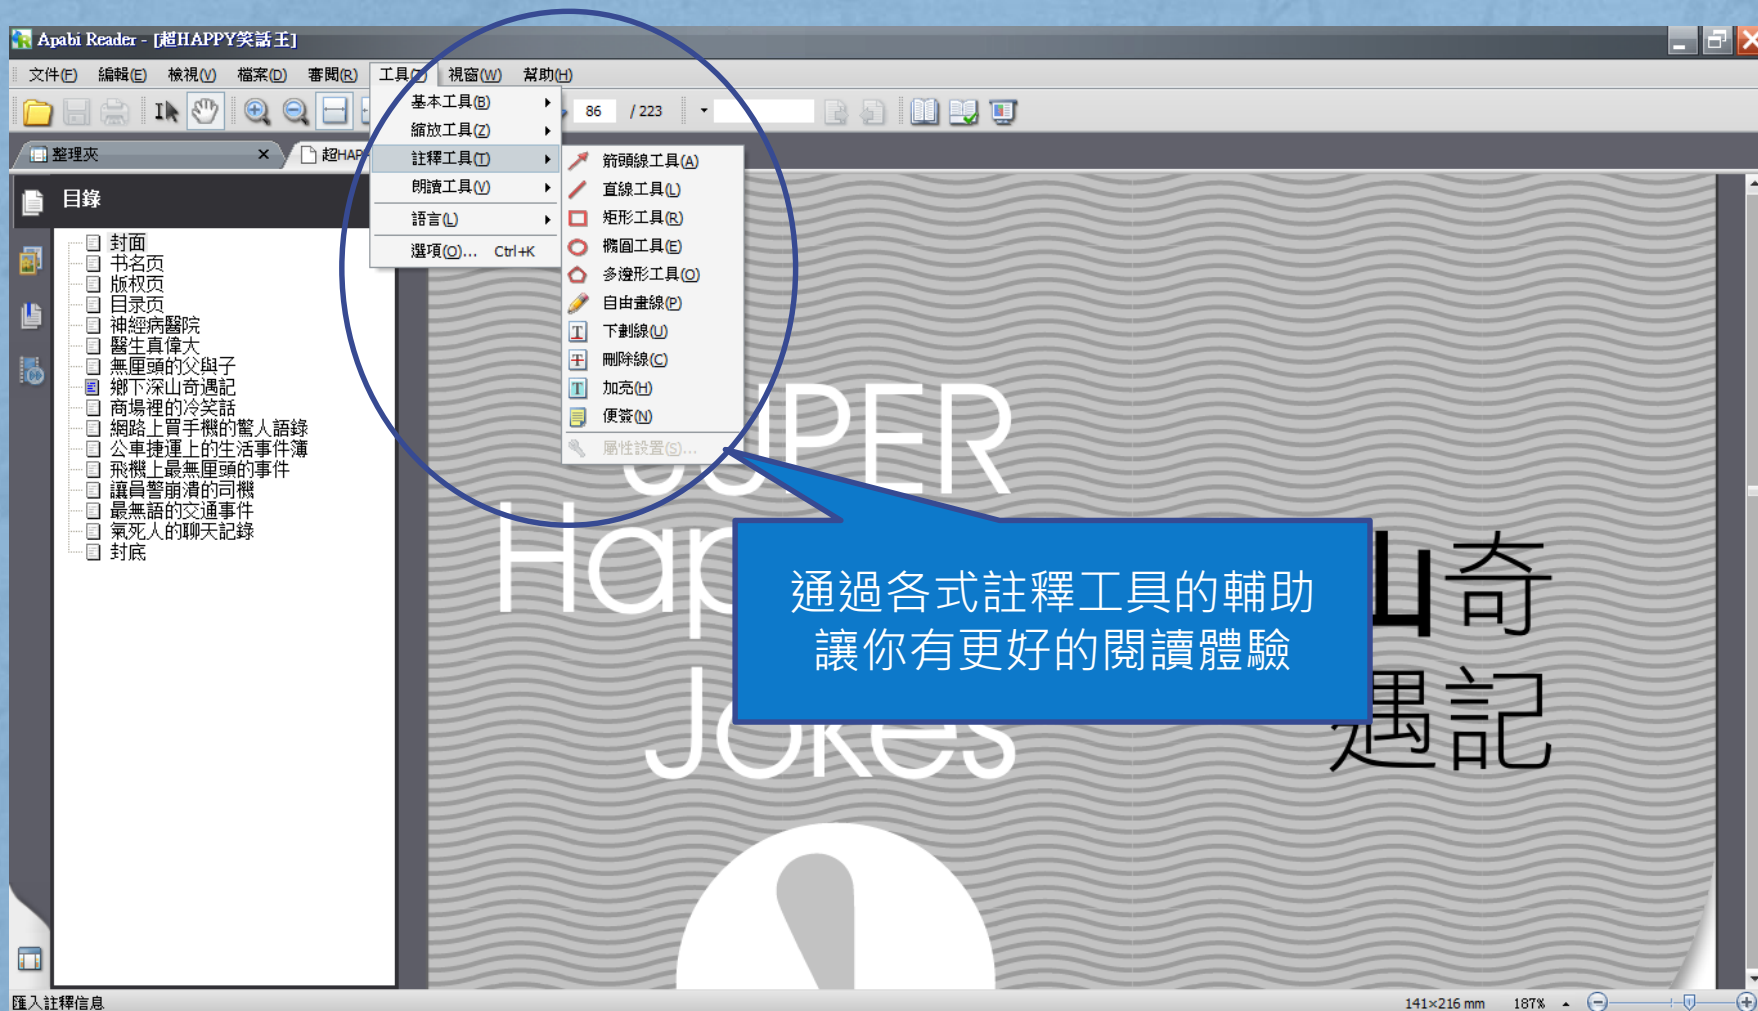 Apabi Reader - [超HAPPY笑話王]
文件(F) 編輯(E) 檢視(V) 檔案(D) 審閱(R) 工具(T) 視窗(W) 幫助(H)
86 / 223
整理夾 × 超HAP
目錄
封面
书名页
版权页
目录页
神經病醫院
醫生真偉大
無厘頭的父與子
鄉下深山奇遇記
商場裡的冷笑話
網路上買手機的驚人語錄
公車捷運上的生活事件簿
飛機上最無厘頭的事件
讓員警崩潰的司機
最無語的交通事件
氣死人的聊天記錄
封底
基本工具(B)
縮放工具(Z)
註釋工具(T)
朗讀工具(V)
語言(L)
選項(O)... Ctrl+K
箭頭線工具(A)
直線工具(L)
矩形工具(R)
橢圓工具(E)
多邊形工具(O)
自由畫線(P)
下劃線(U)
刪除線(C)
加亮(H)
便簽(N)
屬性設置(S)...
SUPER
Hap
Jokes
通過各式註釋工具的輔助
讓你有更好的閱讀體驗
山奇
遇記
匯入註釋信息
141×216 mm 187%